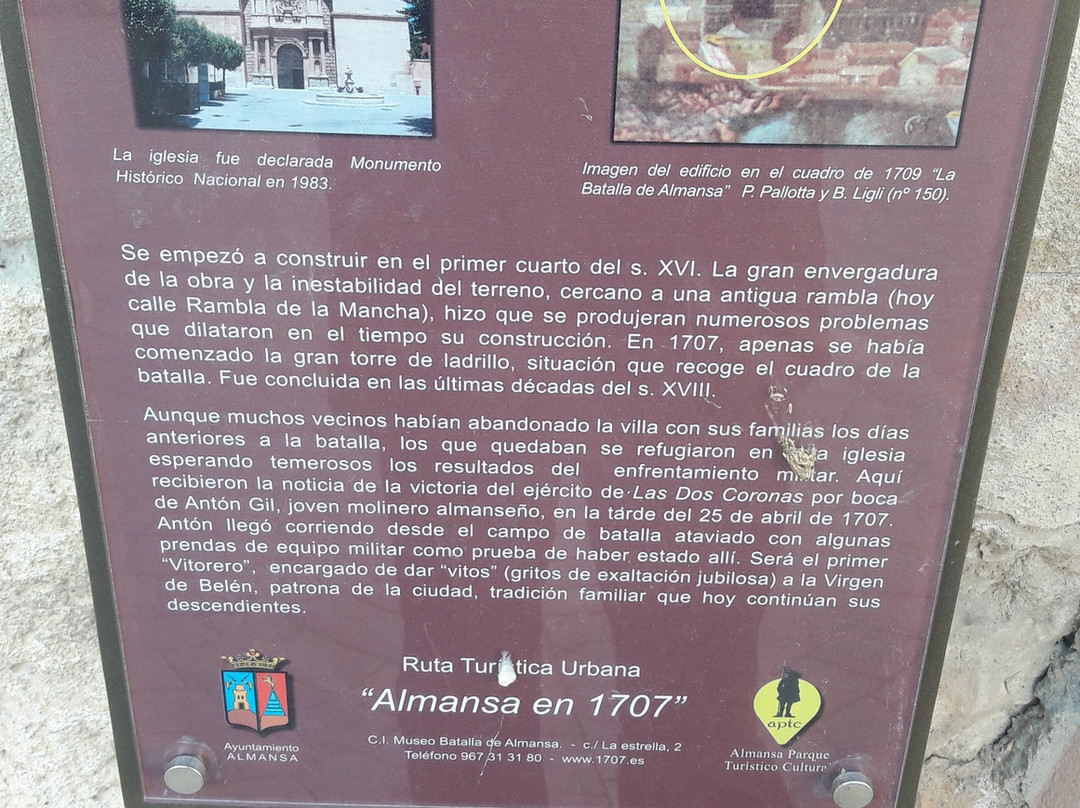 La iglesia fue declarada Monumento
Histórico Nacional en 1983.
Imagen del edificio en el cuadro de 1709 “La
Batalla de Almansa” P. Pallotta y B. Ligli (nº 150).
Se empezó a construir en el primer cuarto del s. XVI. La gran envergadura
de la obra y la inestabilidad del terreno, cercano a una antigua rambla (hoy
calle Rambla de la Mancha), hizo que se produjeran numerosos problemas
que dilataron en el tiempo su construcción. En 1707, apenas se había
comenzado la gran torre de ladrillo, situación que recoge el cuadro de la
batalla. Fue concluida en las últimas décadas del s. XVIII.
Aunque muchos vecinos habían abandonado la villa con sus familias los días
anteriores a la batalla, los que quedaban se refugiaron en iglesia
esperando temerosos los resultados del enfrentamiento militar. Aquí
recibieron la noticia de la victoria del ejército de Las Dos Coronas por boca
de Antón Gil, joven molinero almanseño, en la tarde del 25 de abril de 1707.
Antón llegó corriendo desde el campo de batalla ataviado con algunas
prendas de equipo militar como prueba de haber estado allí. Será el primer
“Vitorero”, encargado de dar “vitos” (gritos de exaltación jubilosa) a la Virgen
de Belén, patrona de la ciudad, tradición familiar que hoy continúan sus
descendientes.
Ruta Turística Urbana
“Almansa en 1707”
C.I. Museo Batalla de Almansa. - c./ La estrella, 2
Teléfono 967 31 31 80 - www.1707.es
Ayuntamiento
ALMANSA
aptc
Almansa Parque
Turístico Cultural